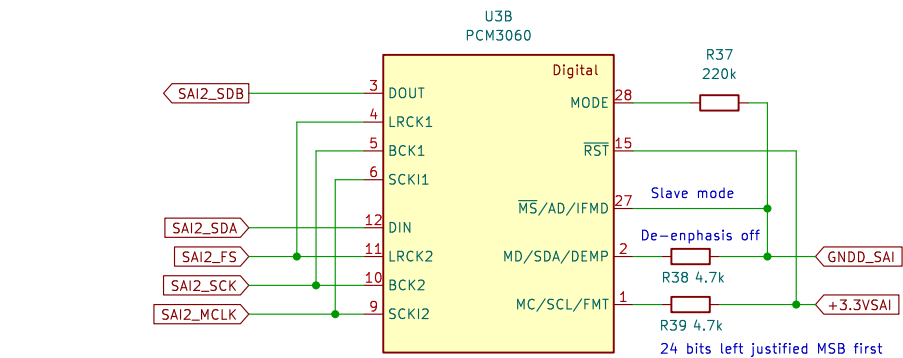 U3B
PCM3060
R37
220k
Digital
SAI2_SDB
3
DOUT
MODE
28
4
LRCK1
5
BCK1
RST
15
6
SCKI1
Slave mode
MS/AD/IFMD
27
SAI2_SDA
12
DIN
De-enphasis off
SAI2_FS
11
LRCK2
MD/SDA/DEMP
2
GNDD_SAI
R38 4.7k
SAI2_SCK
10
BCK2
MC/SCL/FMT
1
+3.3VSAI
SAI2_MCLK
9
SCKI2
R39 4.7k
24 bits left justified MSB first